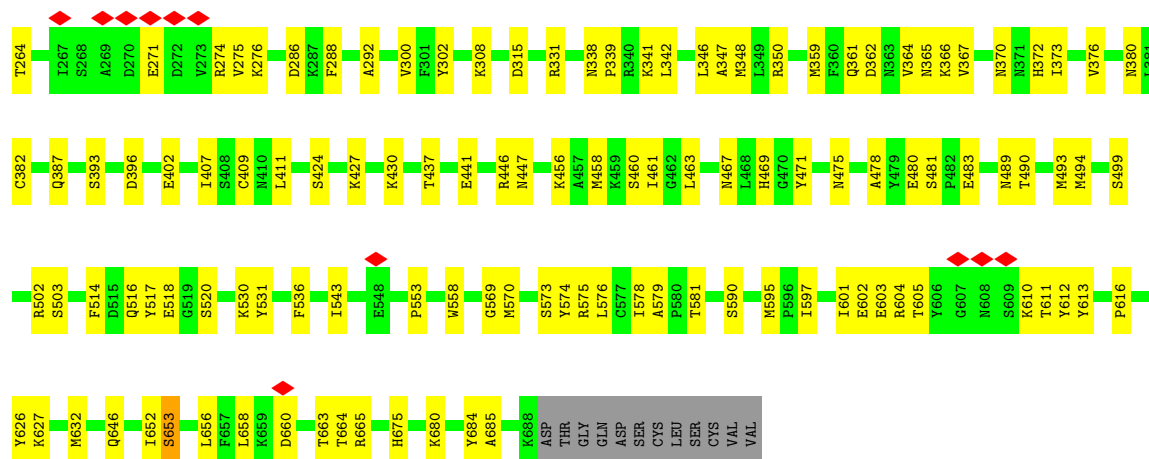 T264 I267 S268 A269 D270 E271 D272 V273 R274 V275 K276 D286 K287 F288 A292 V300 F301 Y302 K308 D315 R331 N338 P339 R340 K341 L342 L346 A347 M348 L349 R350 M359 F360 Q361 D362 N363 V364 N365 K366 V367 N370 N371 H372 I373 V376 N380 L381
C382 Q387 S393 D396 E402 I407 S408 C409 N410 L411 S424 K427 K430 T437 E441 R446 N447 K456 A457 M458 K459 S460 I461 G462 L463 N467 L468 H469 G470 Y471 N475 A478 Y479 E480 S481 P482 E483 N489 T490 M493 M494 S499
R502 S503 F514 D515 Q516 Y517 E518 G519 S520 K530 Y531 F536 I543 E548 P553 W558 G569 M570 S573 Y574 R575 L576 C577 I578 A579 P580 T581 S590 M595 P596 I597 I601 E602 E603 R604 T605 Y606 G607 N608 S609 K610 T611 Y612 Y613 P616
Y626 K627 M632 Q646 I652 S653 L656 F657 L658 K659 D660 T663 T664 R665 H675 K680 Y684 A685 K688 ASP THR GLY GLN ASP SER CYS LEU SER CYS VAL VAL